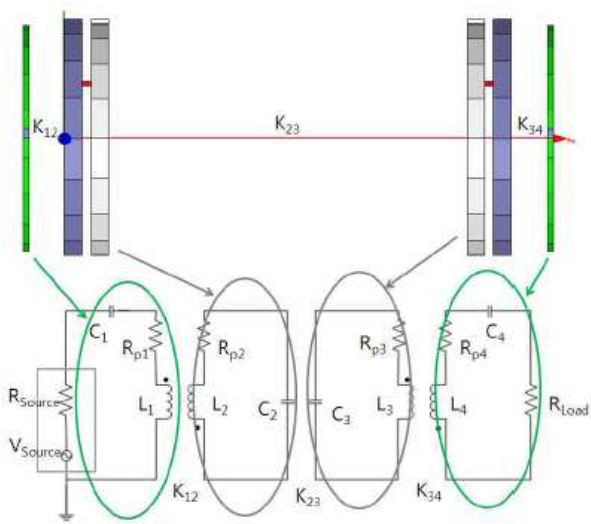 K12 K23 K34
C1 C4
Rp1 Rp2 Rp3 Rp4
RSource L1 L2 C2 C3 L3 L4 RLoad
VSource
K12 K23 K34